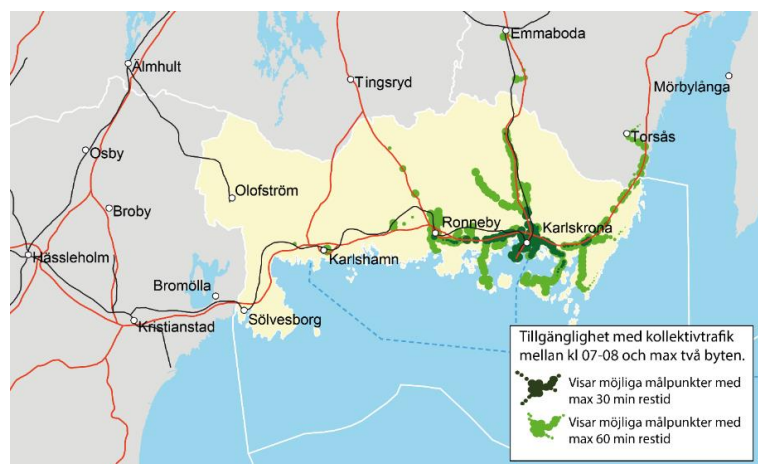 Emmaboda
Älmhult
Tingsryd
Mörbylånga
Torsås
Osby
Olofström
Broby
Ronneby
Karlskrona
Hässleholm
Karlshamn
Bromölla
Sölvesborg
Kristianstad
Tillgänglighet med kollektivtrafik
mellan kl 07-08 och max två byten.
Visar möjliga målpunkter med
max 30 min restid
Visar möjliga målpunkter med
max 60 min restid